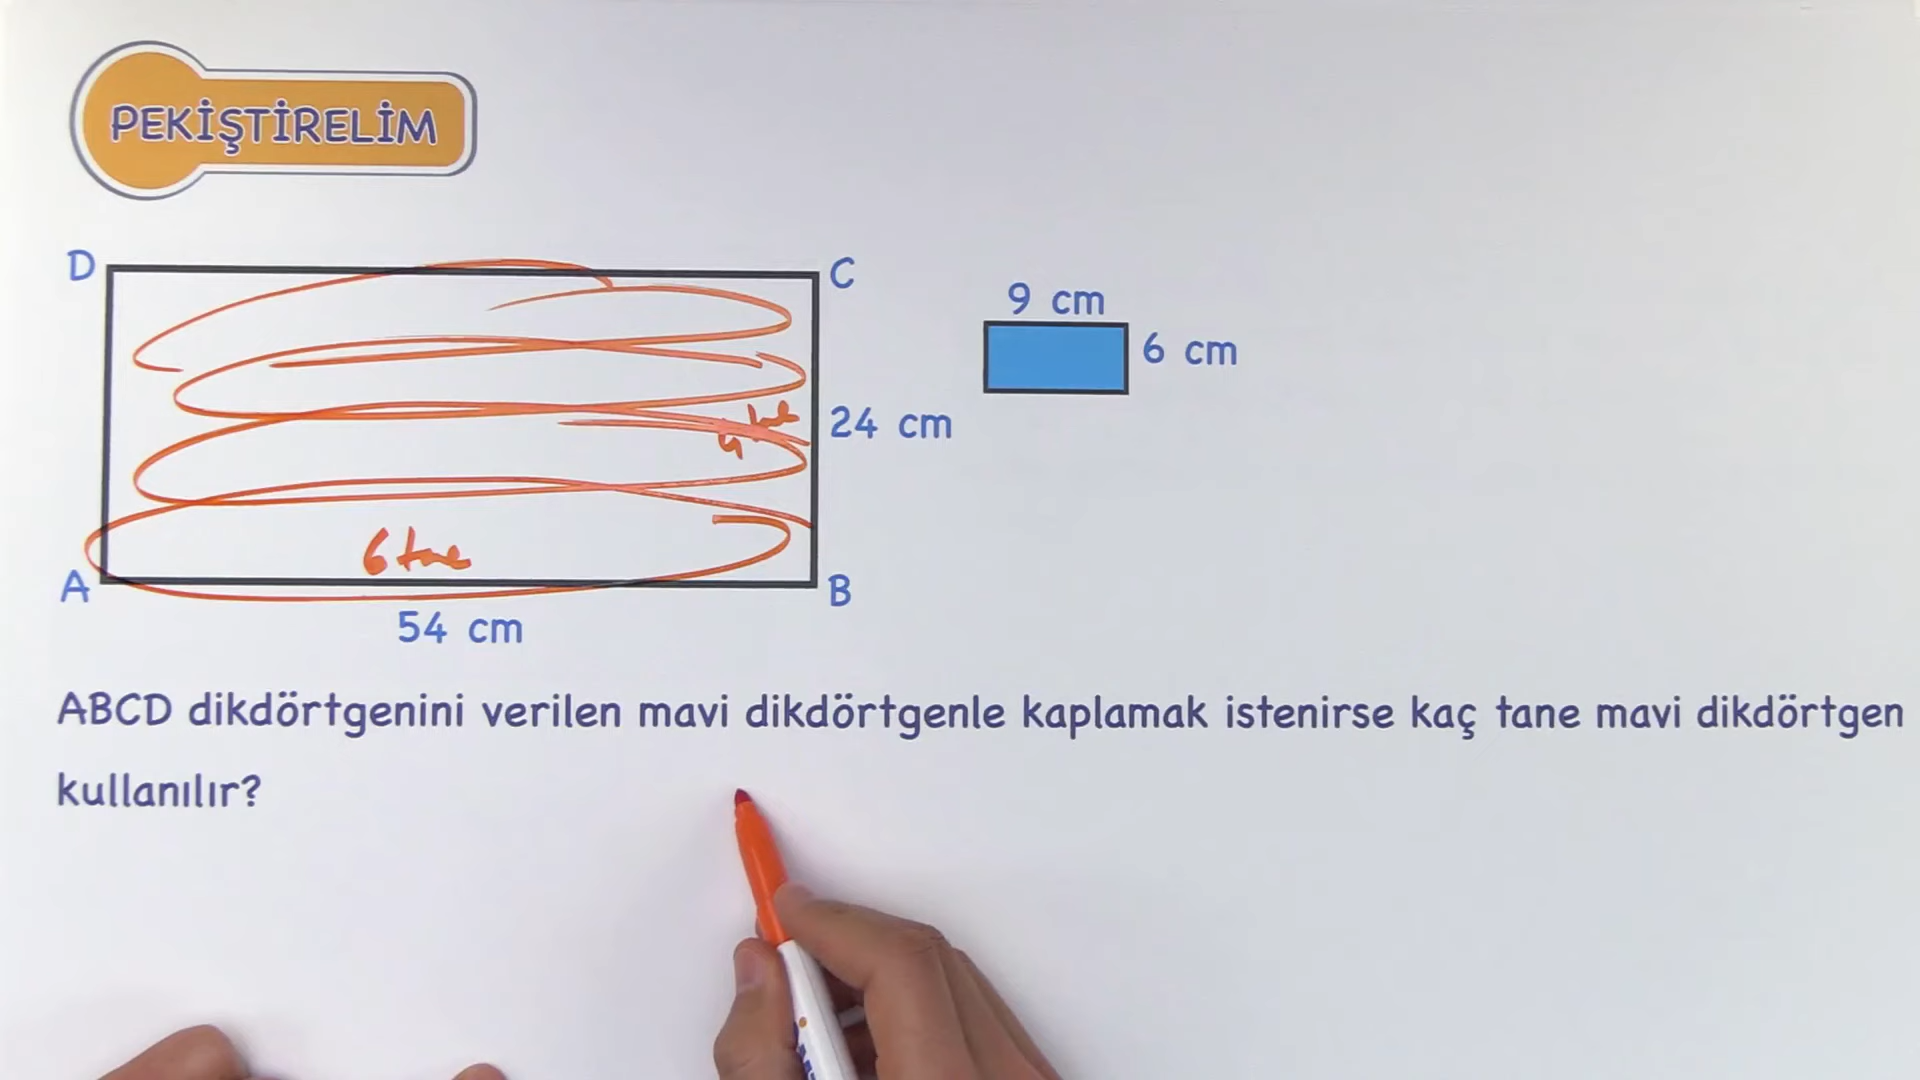 PEKİŞTİRELİM
D
C
9 cm
6 cm
24 cm
4 tane
6 tane
A
B
54 cm
ABCD dikdörtgenini verilen mavi dikdörtgenle kaplamak istenirse kaç tane mavi dikdörtgen
kullanılır?